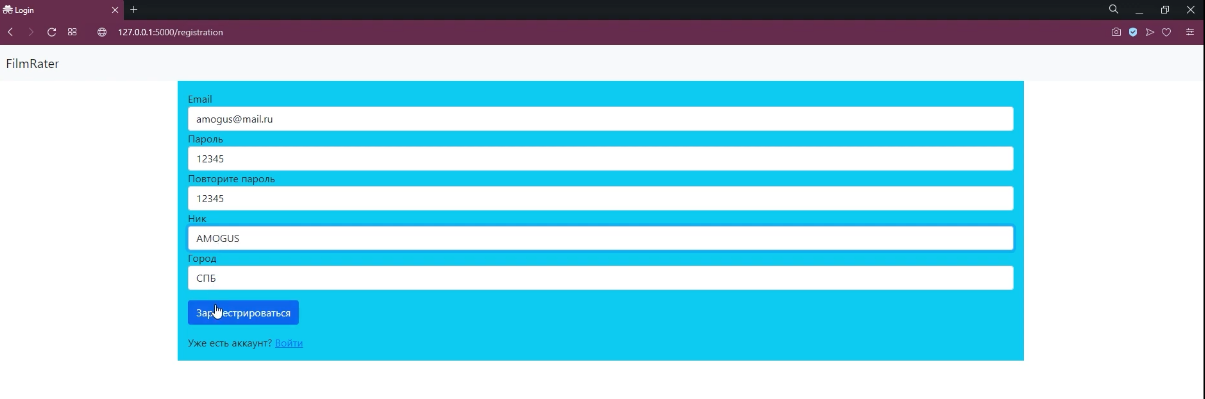 Login
127.0.0.1:5000/registration
FilmRater
Email
amogus@mail.ru
Пароль
12345
Повторите пароль
12345
Ник
AMOGUS
Город
СПБ
Зарегистрироваться
Уже есть аккаунт? Войти